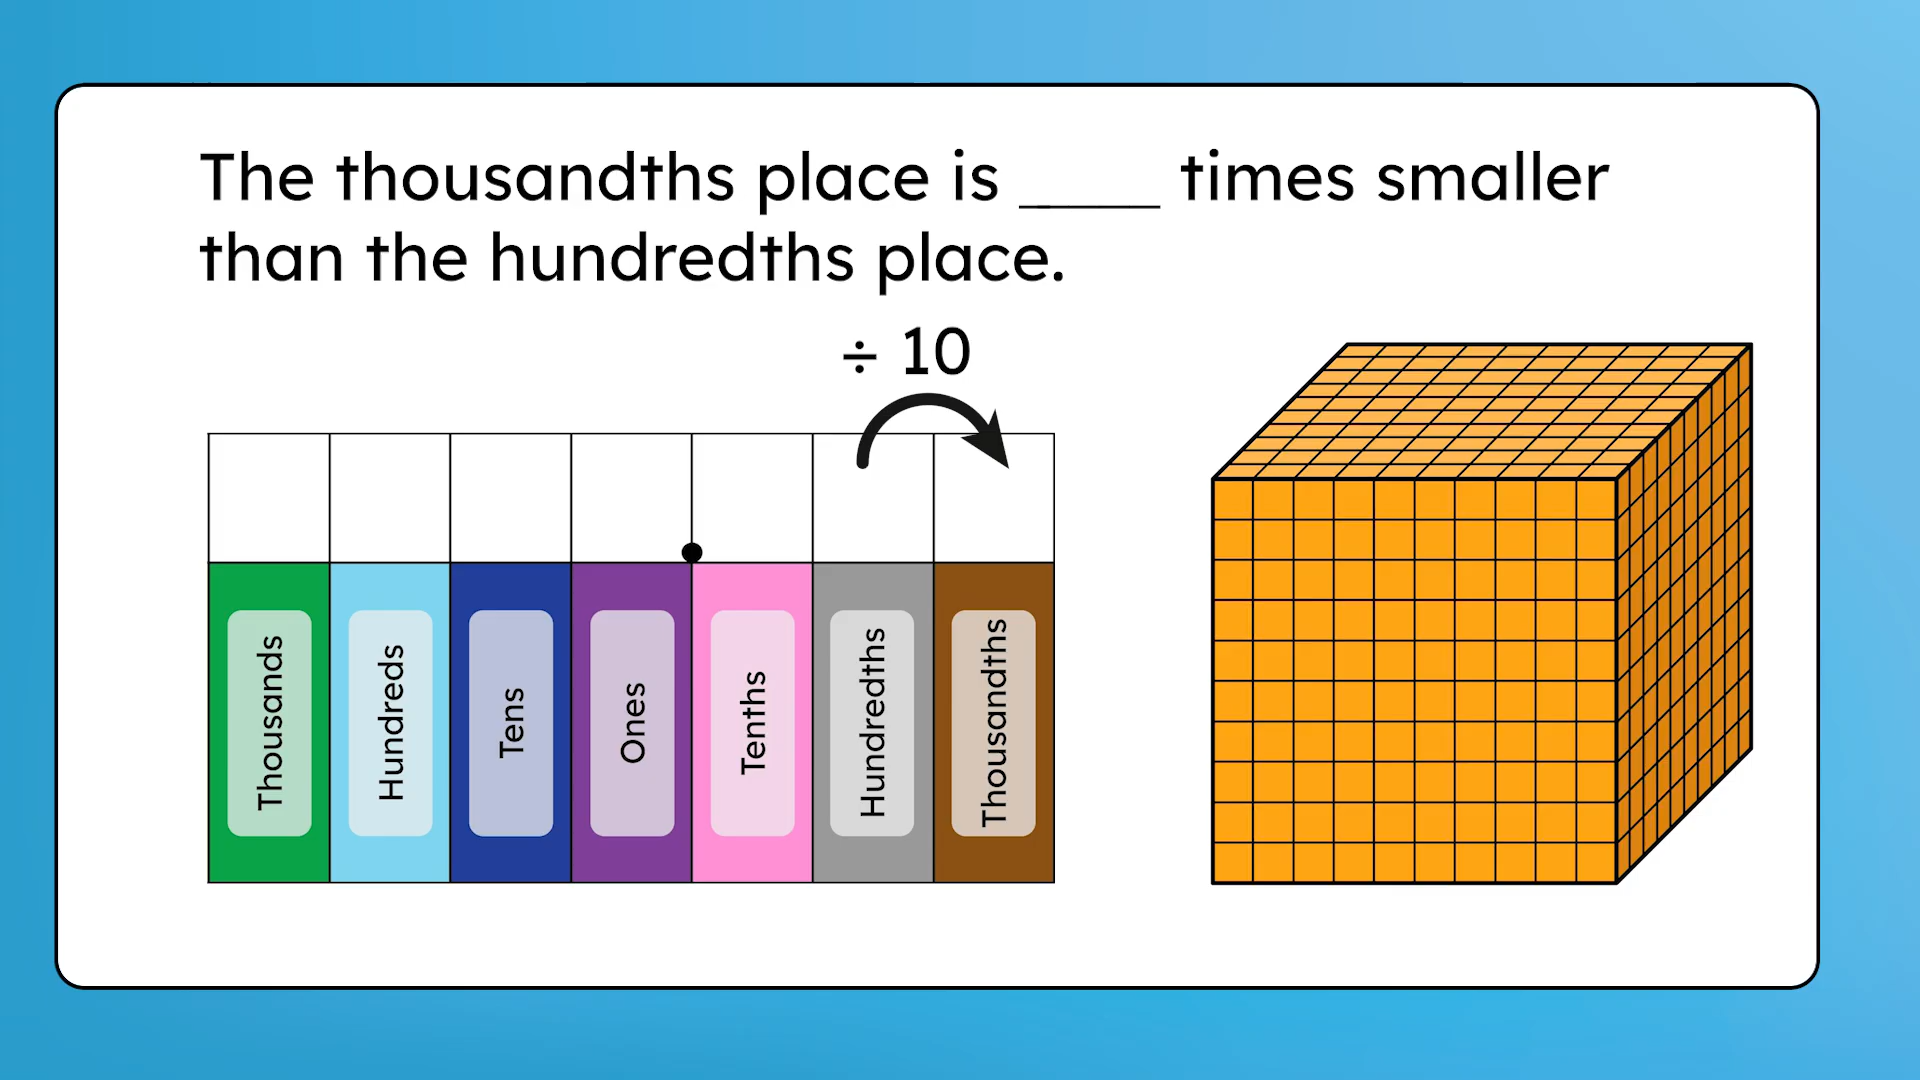 The thousandths place is ____ times smaller
than the hundredths place.
÷ 10
Thousands
Hundreds
Tens
Ones
Tenths
Hundredths
Thousandths